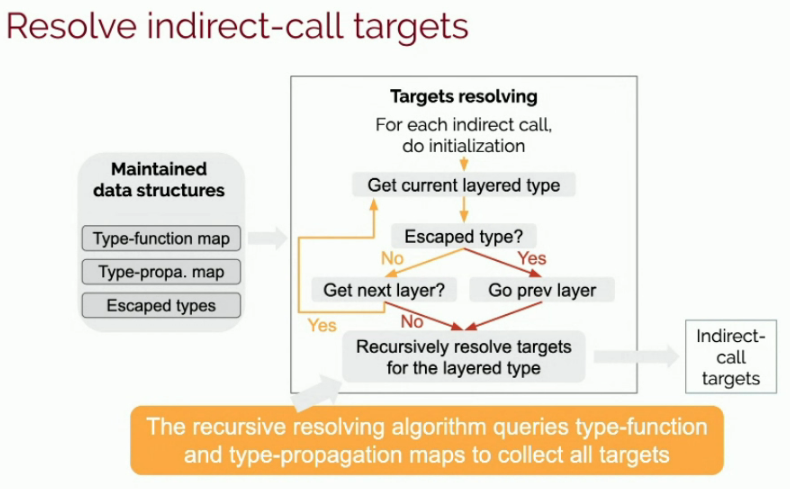 Resolve indirect-call targets
Targets resolving
For each indirect call,
do initialization
Maintained
data structures
Get current layered type
Type-function map
Escaped type?
Type-propa. map
No
Yes
Get next layer?
Go prev layer
Escaped types
Yes
No
Recursively resolve targets
for the layered type
Indirect-
call
targets
The recursive resolving algorithm queries type-function
and type-propagation maps to collect all targets